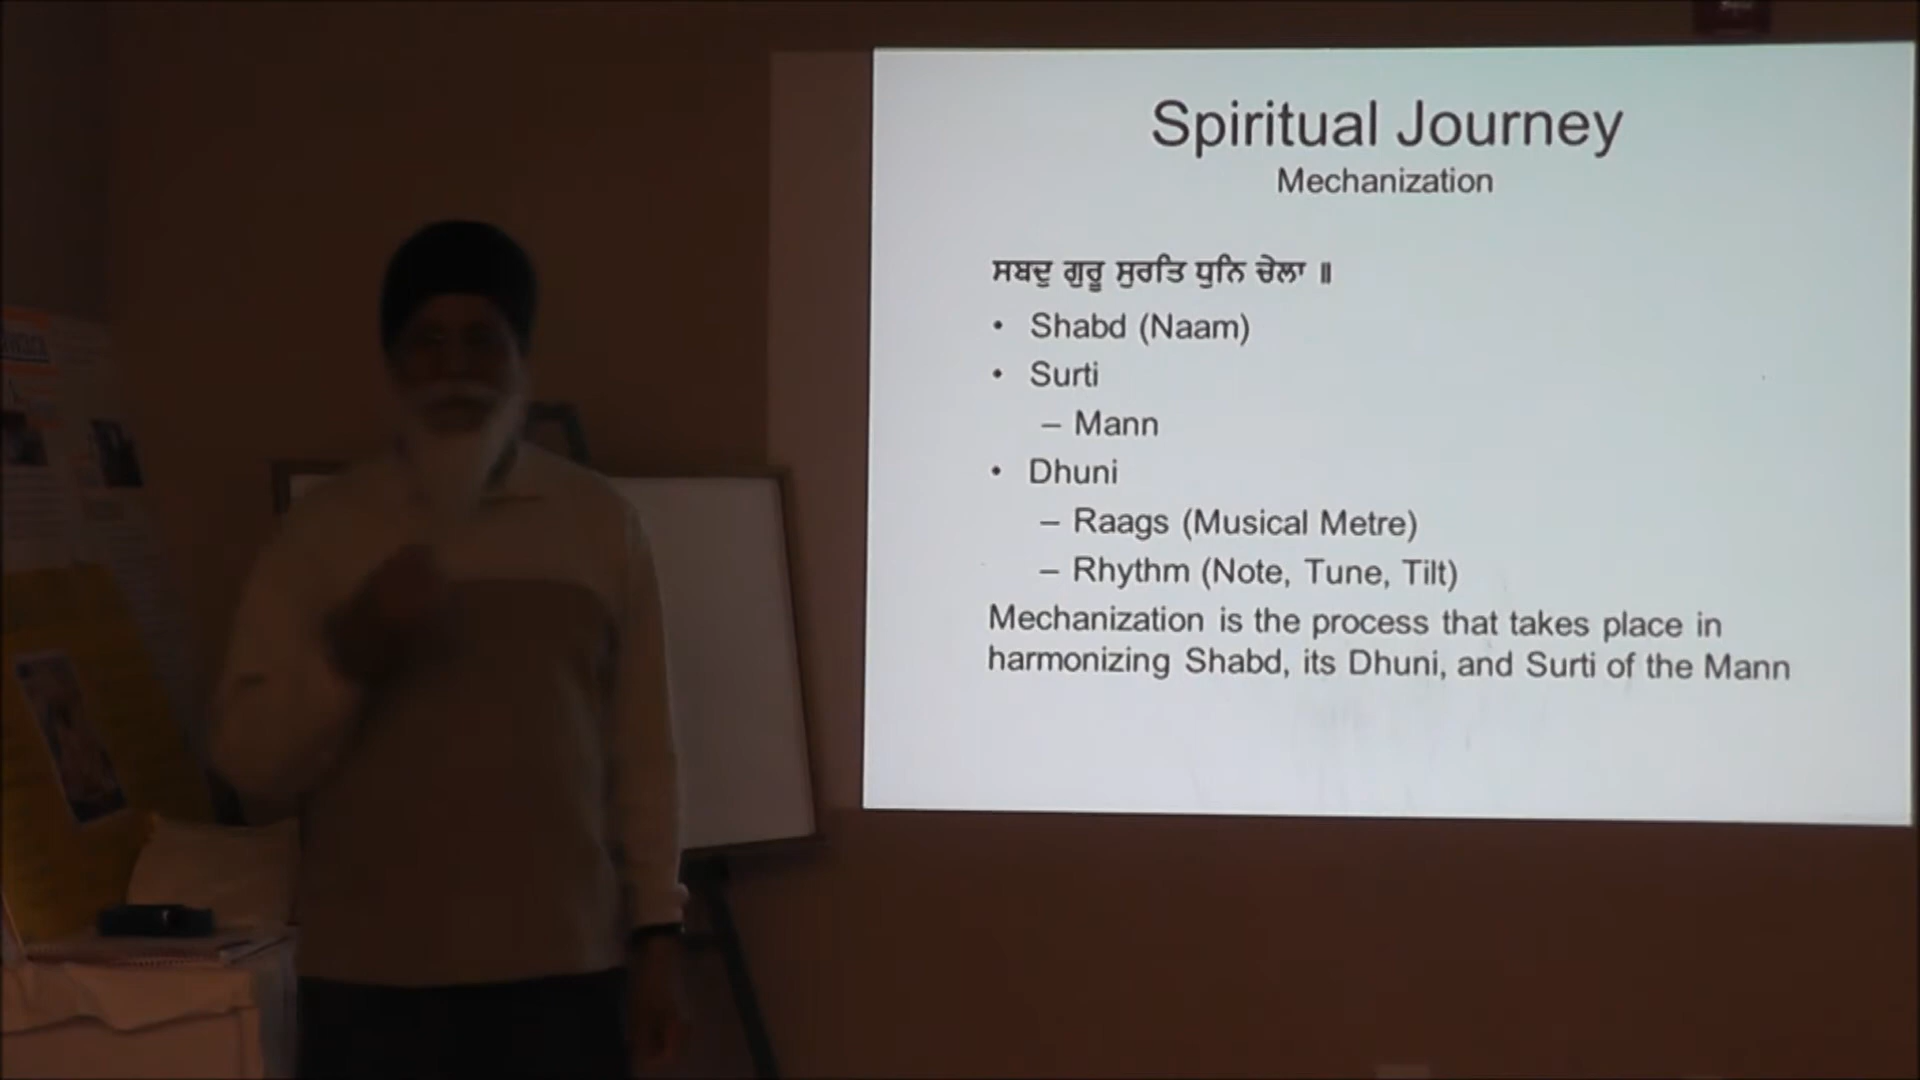 Spiritual Journey
Mechanization
ਸਬਦੁ ਗੁਰੂ ਸੁਰਤਿ ਧੁਨਿ ਚੇਲਾ ॥
• Shabd (Naam)
• Surti
– Mann
• Dhuni
– Raags (Musical Metre)
– Rhythm (Note, Tune, Tilt)
Mechanization is the process that takes place in
harmonizing Shabd, its Dhuni, and Surti of the Mann